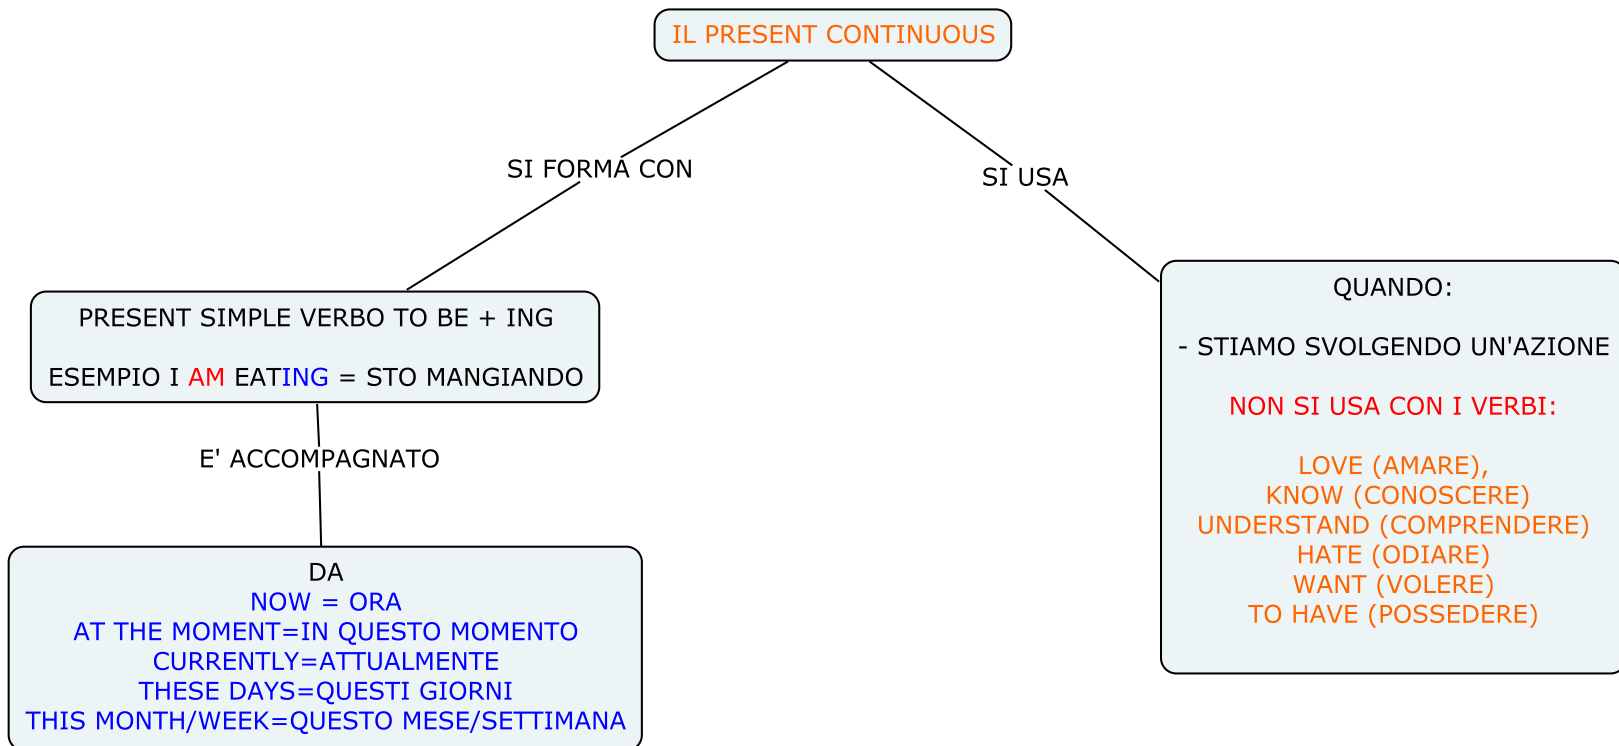 IL PRESENT CONTINUOUS
SI FORMA CON
SI USA
PRESENT SIMPLE VERBO TO BE + ING
ESEMPIO I AM EATING = STO MANGIANDO
E' ACCOMPAGNATO
DA
NOW = ORA
AT THE MOMENT=IN QUESTO MOMENTO
CURRENTLY=ATTUALMENTE
THESE DAYS=QUESTI GIORNI
THIS MONTH/WEEK=QUESTO MESE/SETTIMANA
QUANDO:
- STIAMO SVOLGENDO UN'AZIONE
NON SI USA CON I VERBI:
LOVE (AMARE),
KNOW (CONOSCERE)
UNDERSTAND (COMPRENDERE)
HATE (ODIARE)
WANT (VOLERE)
TO HAVE (POSSEDERE)